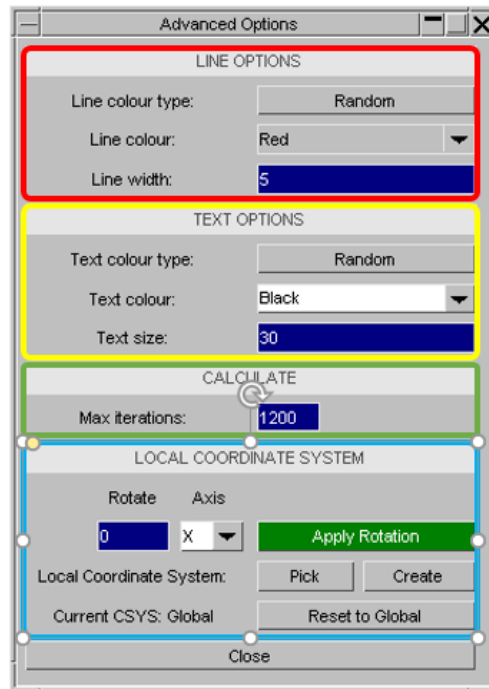 Advanced Options
LINE OPTIONS
Line colour type: Random
Line colour: Red
Line width: 5
TEXT OPTIONS
Text colour type: Random
Text colour: Black
Text size: 30
CALCULATE
Max iterations: 1200
LOCAL COORDINATE SYSTEM
Rotate Axis
0 X Apply Rotation
Local Coordinate System: Pick Create
Current CSYS: Global Reset to Global
Close